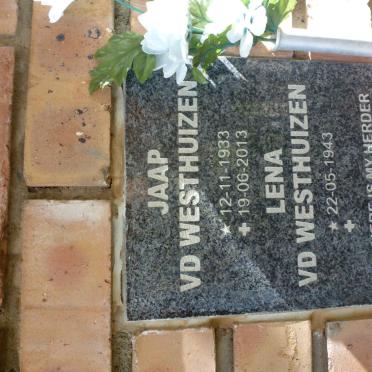 JAAP
VD WESTHUIZEN
★ 12-11-1933
✝ 19-06-2013
LENA
VD WESTHUIZEN
★ 22-05-1943
✝
IS MY HERDER